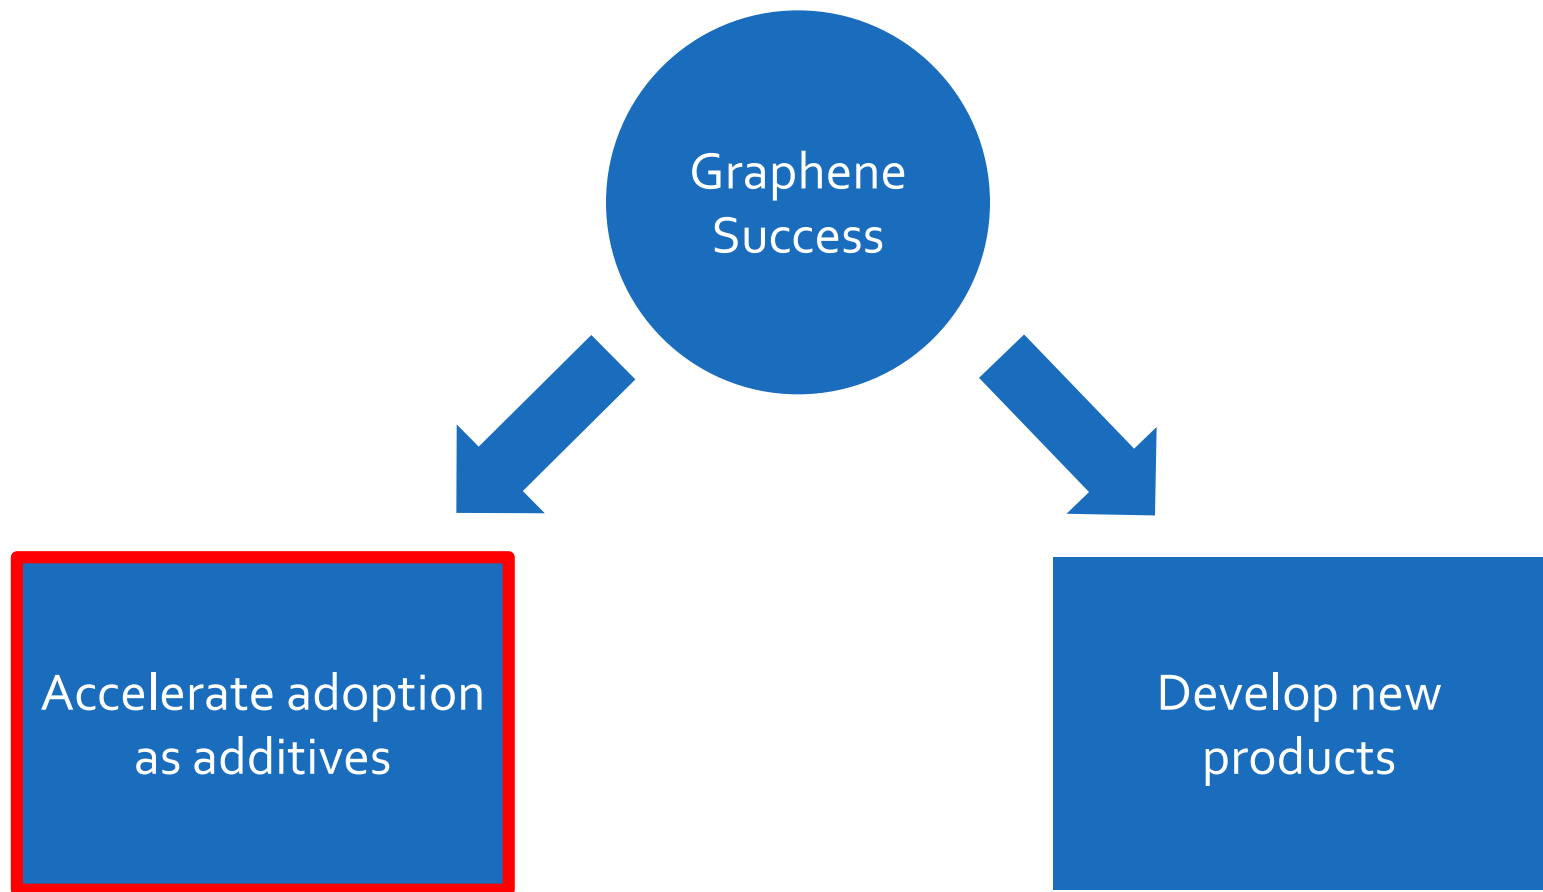 Graphene
Success
Accelerate adoption
as additives
Develop new
products